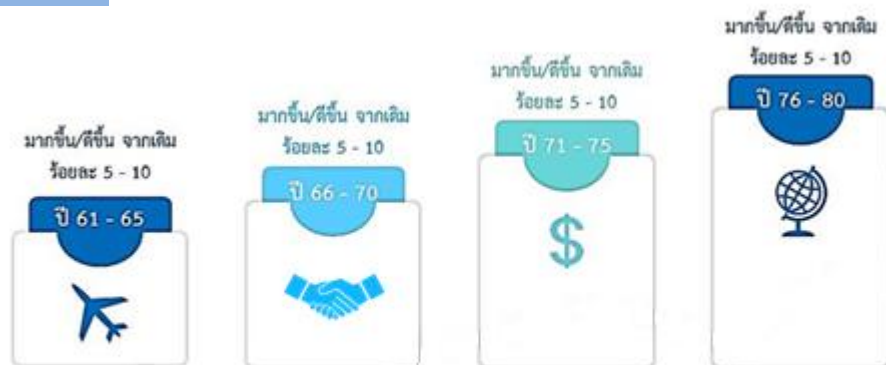 มากขึ้น/ดีขึ้น จากเดิม
ร้อยละ 5 - 10
ปี 61 - 65
มากขึ้น/ดีขึ้น จากเดิม
ร้อยละ 5 - 10
ปี 66 - 70
มากขึ้น/ดีขึ้น จากเดิม
ร้อยละ 5 - 10
ปี 71 - 75
$
มากขึ้น/ดีขึ้น จากเดิม
ร้อยละ 5 - 10
ปี 76 - 80